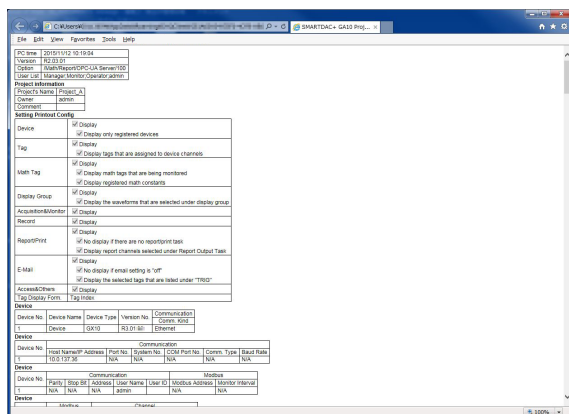 C:\Users\
SMARTDAC+ GA10 Proj...
File Edit View Favorites Tools Help
PC time 2015/11/12 10:19:04
Version R2.03.01
Option /Math/Report/OPC-UA Server/100
User List Manager,Monitor,Operator,admin
Project information
Project's Name Project_A
Owner admin
Comment
Setting Printout Config
Device Display
Display only registered devices
Tag Display
Display tags that are assigned to device channels
Math Tag Display
Display math tags that are being monitored
Display registered math constants
Display Group Display
Display the waveforms that are selected under display group
Acquisition&Monitor Display
Record Display
Report/Print Display
No display if there are no report/print task
Display report channels selected under Report Output Task
E-Mail Display
No display if email setting is "off"
Display the selected tags that are listed under "TRIG"
Access&Others Display
Tag Display Form. Tag Index
Device
Device No. Device Name Device Type Version No. Communication
Comm. Kind
1 Device GX10 R3.01 Ethernet
Device
Device No. Communication
Host Name/IP Address Port No. System No. COM Port No. Comm. Type Baud Rate
1 10.0.137.36 N/A N/A N/A N/A N/A
Device
Device No. Communication Modbus
Parity Stop Bit Address User Name User ID Modbus Address Monitor Interval
1 N/A N/A N/A admin N/A N/A
Device
Modbus Channel
100%